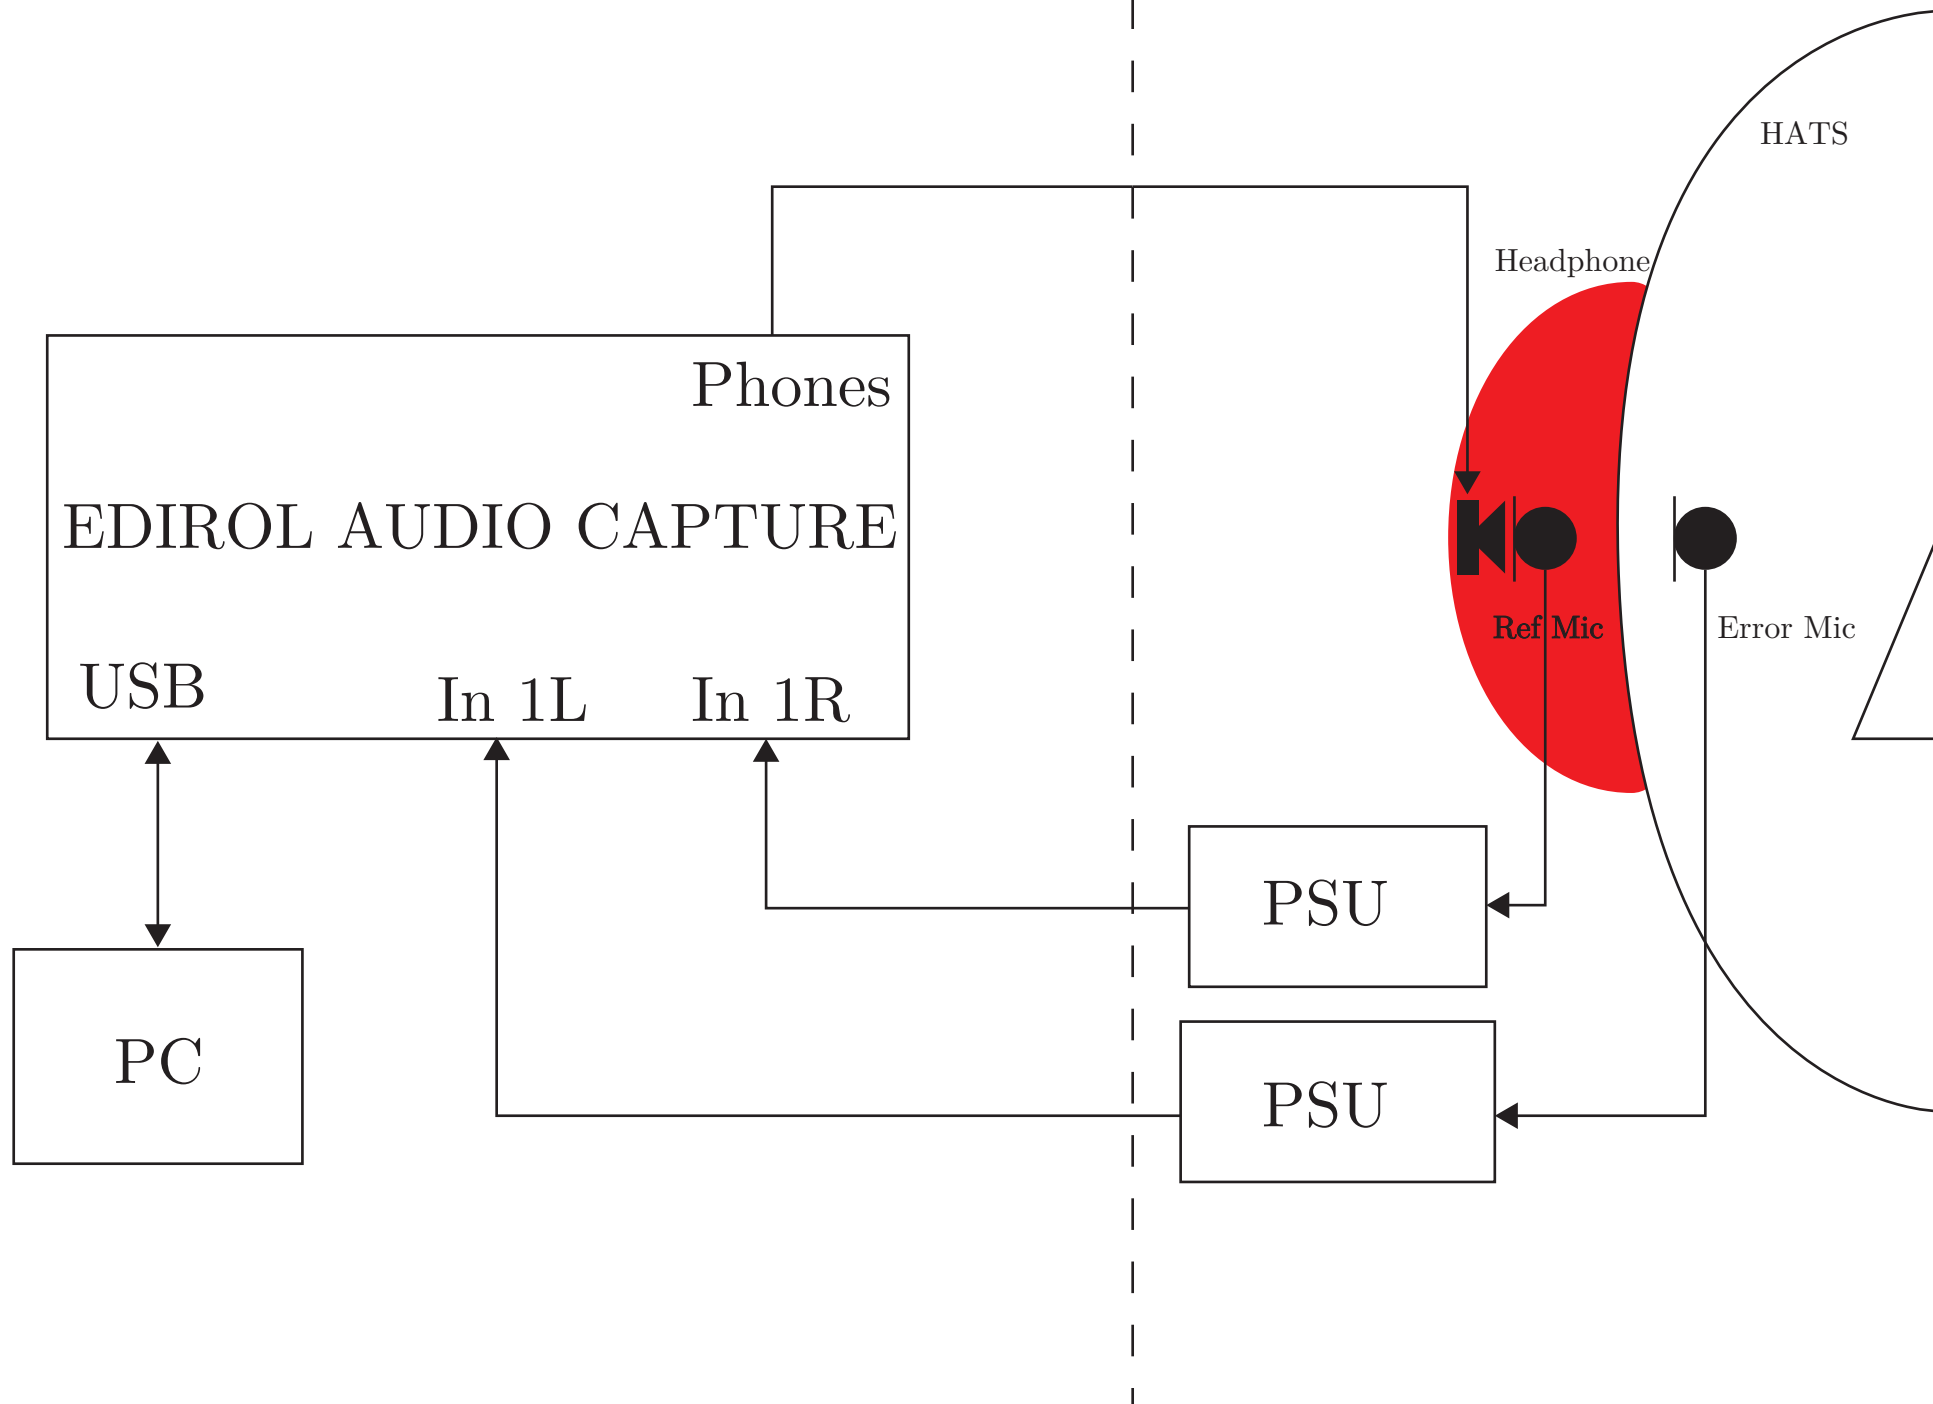 HATS
Headphone
Phones
EDIROL AUDIO CAPTURE
Ref Mic
Error Mic
USB
In 1L
In 1R
PSU
PC
PSU